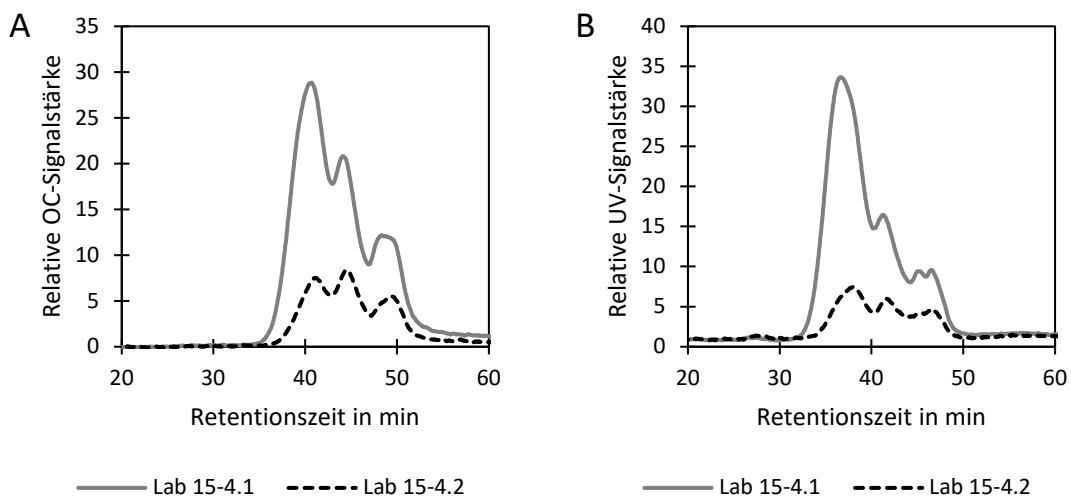 A
Relative OC-Signalstärke
35
30
25
20
15
10
5
0
20 30 40 50 60
Retentionszeit in min
Lab 15-4.1 Lab 15-4.2
B
Relative UV-Signalstärke
40
35
30
25
20
15
10
5
0
20 30 40 50 60
Retentionszeit in min
Lab 15-4.1 Lab 15-4.2